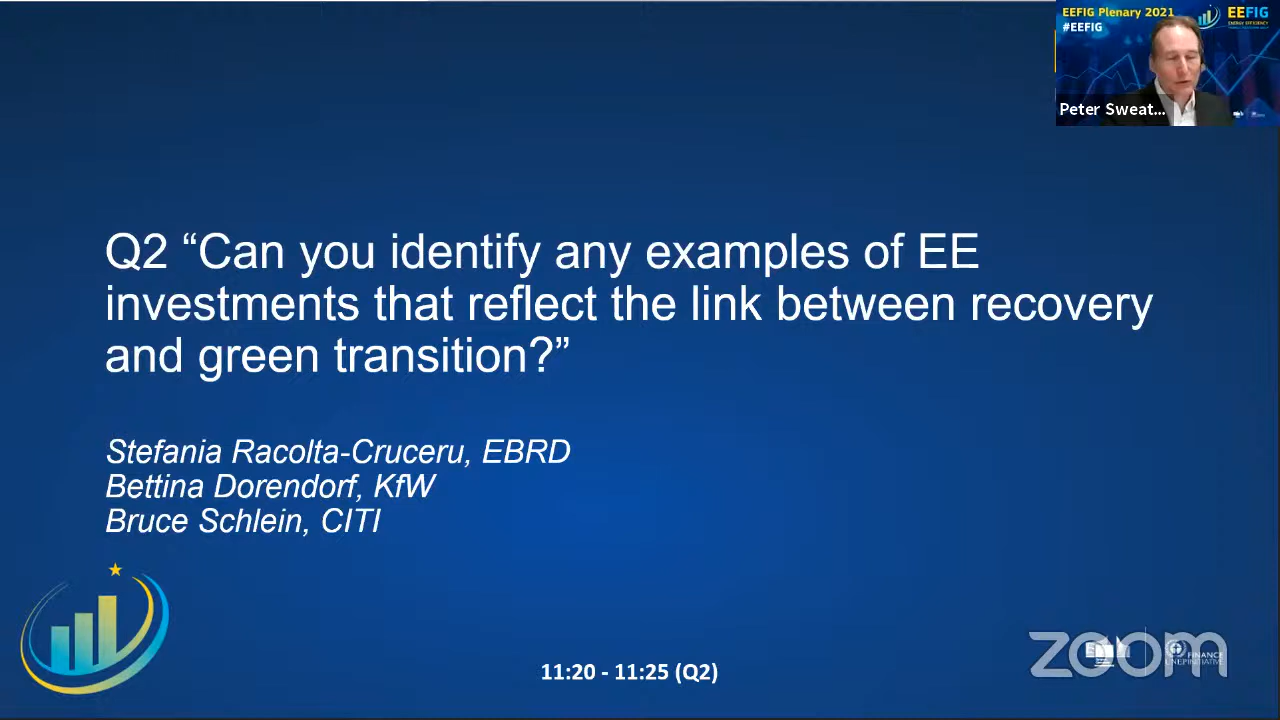 EEFIG Plenary 2021
#EEFIG
EEFIG
Peter Sweat...
Q2 “Can you identify any examples of EE
investments that reflect the link between recovery
and green transition?”
Stefania Racolta-Cruceru, EBRD
Bettina Dorendorf, KfW
Bruce Schlein, CITI
11:20 - 11:25 (Q2)
zoom
FINANCE
INITIATIVE